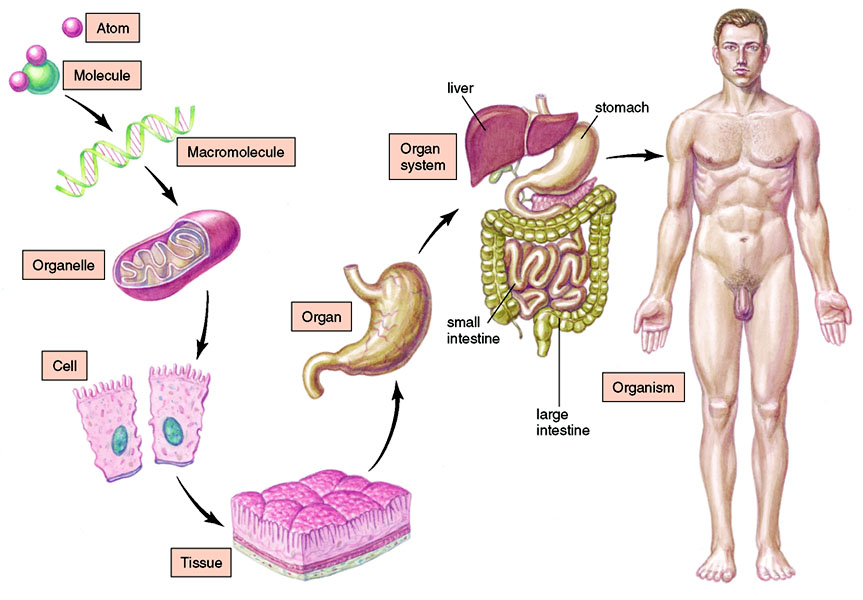 Atom
Molecule
Macromolecule
Organelle
Cell
Tissue
Organ
Organ
system
liver
stomach
small
intestine
large
intestine
Organism